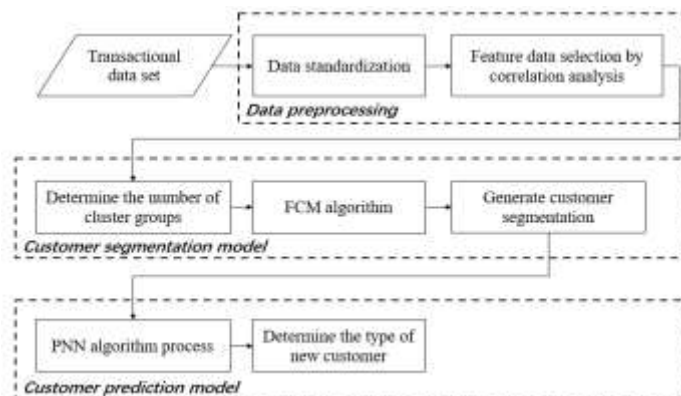 Transactional
data set
Data standardization
Feature data selection by
correlation analysis
Data preprocessing
Determine the number of
cluster groups
FCM algorithm
Generate customer
segmentation
Customer segmentation model
PNN algorithm process
Determine the type of
new customer
Customer prediction model